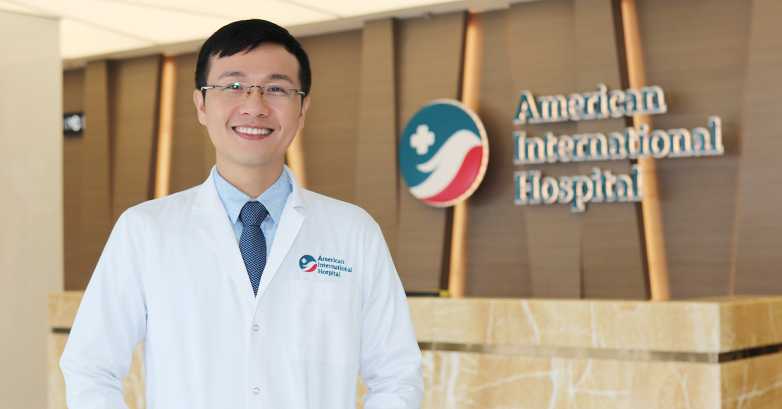 American
International
Hospital
American
International
Hospital